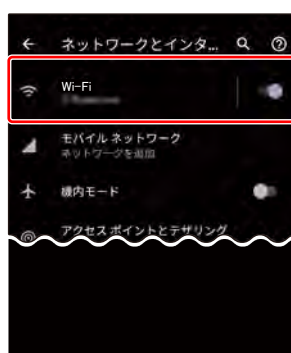 ネットワークとインタ...
Wi-Fi
モバイル ネットワーク
ネットワークを追加
機内モード
アクセス ポイントとテザリング